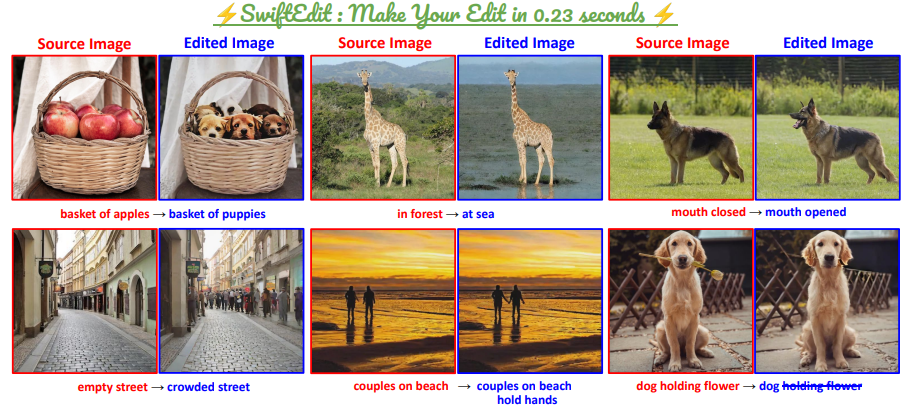 ⚡SwiftEdit : Make Your Edit in 0.23 seconds ⚡
Source Image Edited Image Source Image Edited Image Source Image Edited Image
basket of apples → basket of puppies
in forest → at sea
mouth closed → mouth opened
empty street → crowded street
couples on beach → couples on beach
hold hands
dog holding flower → dog holding flower